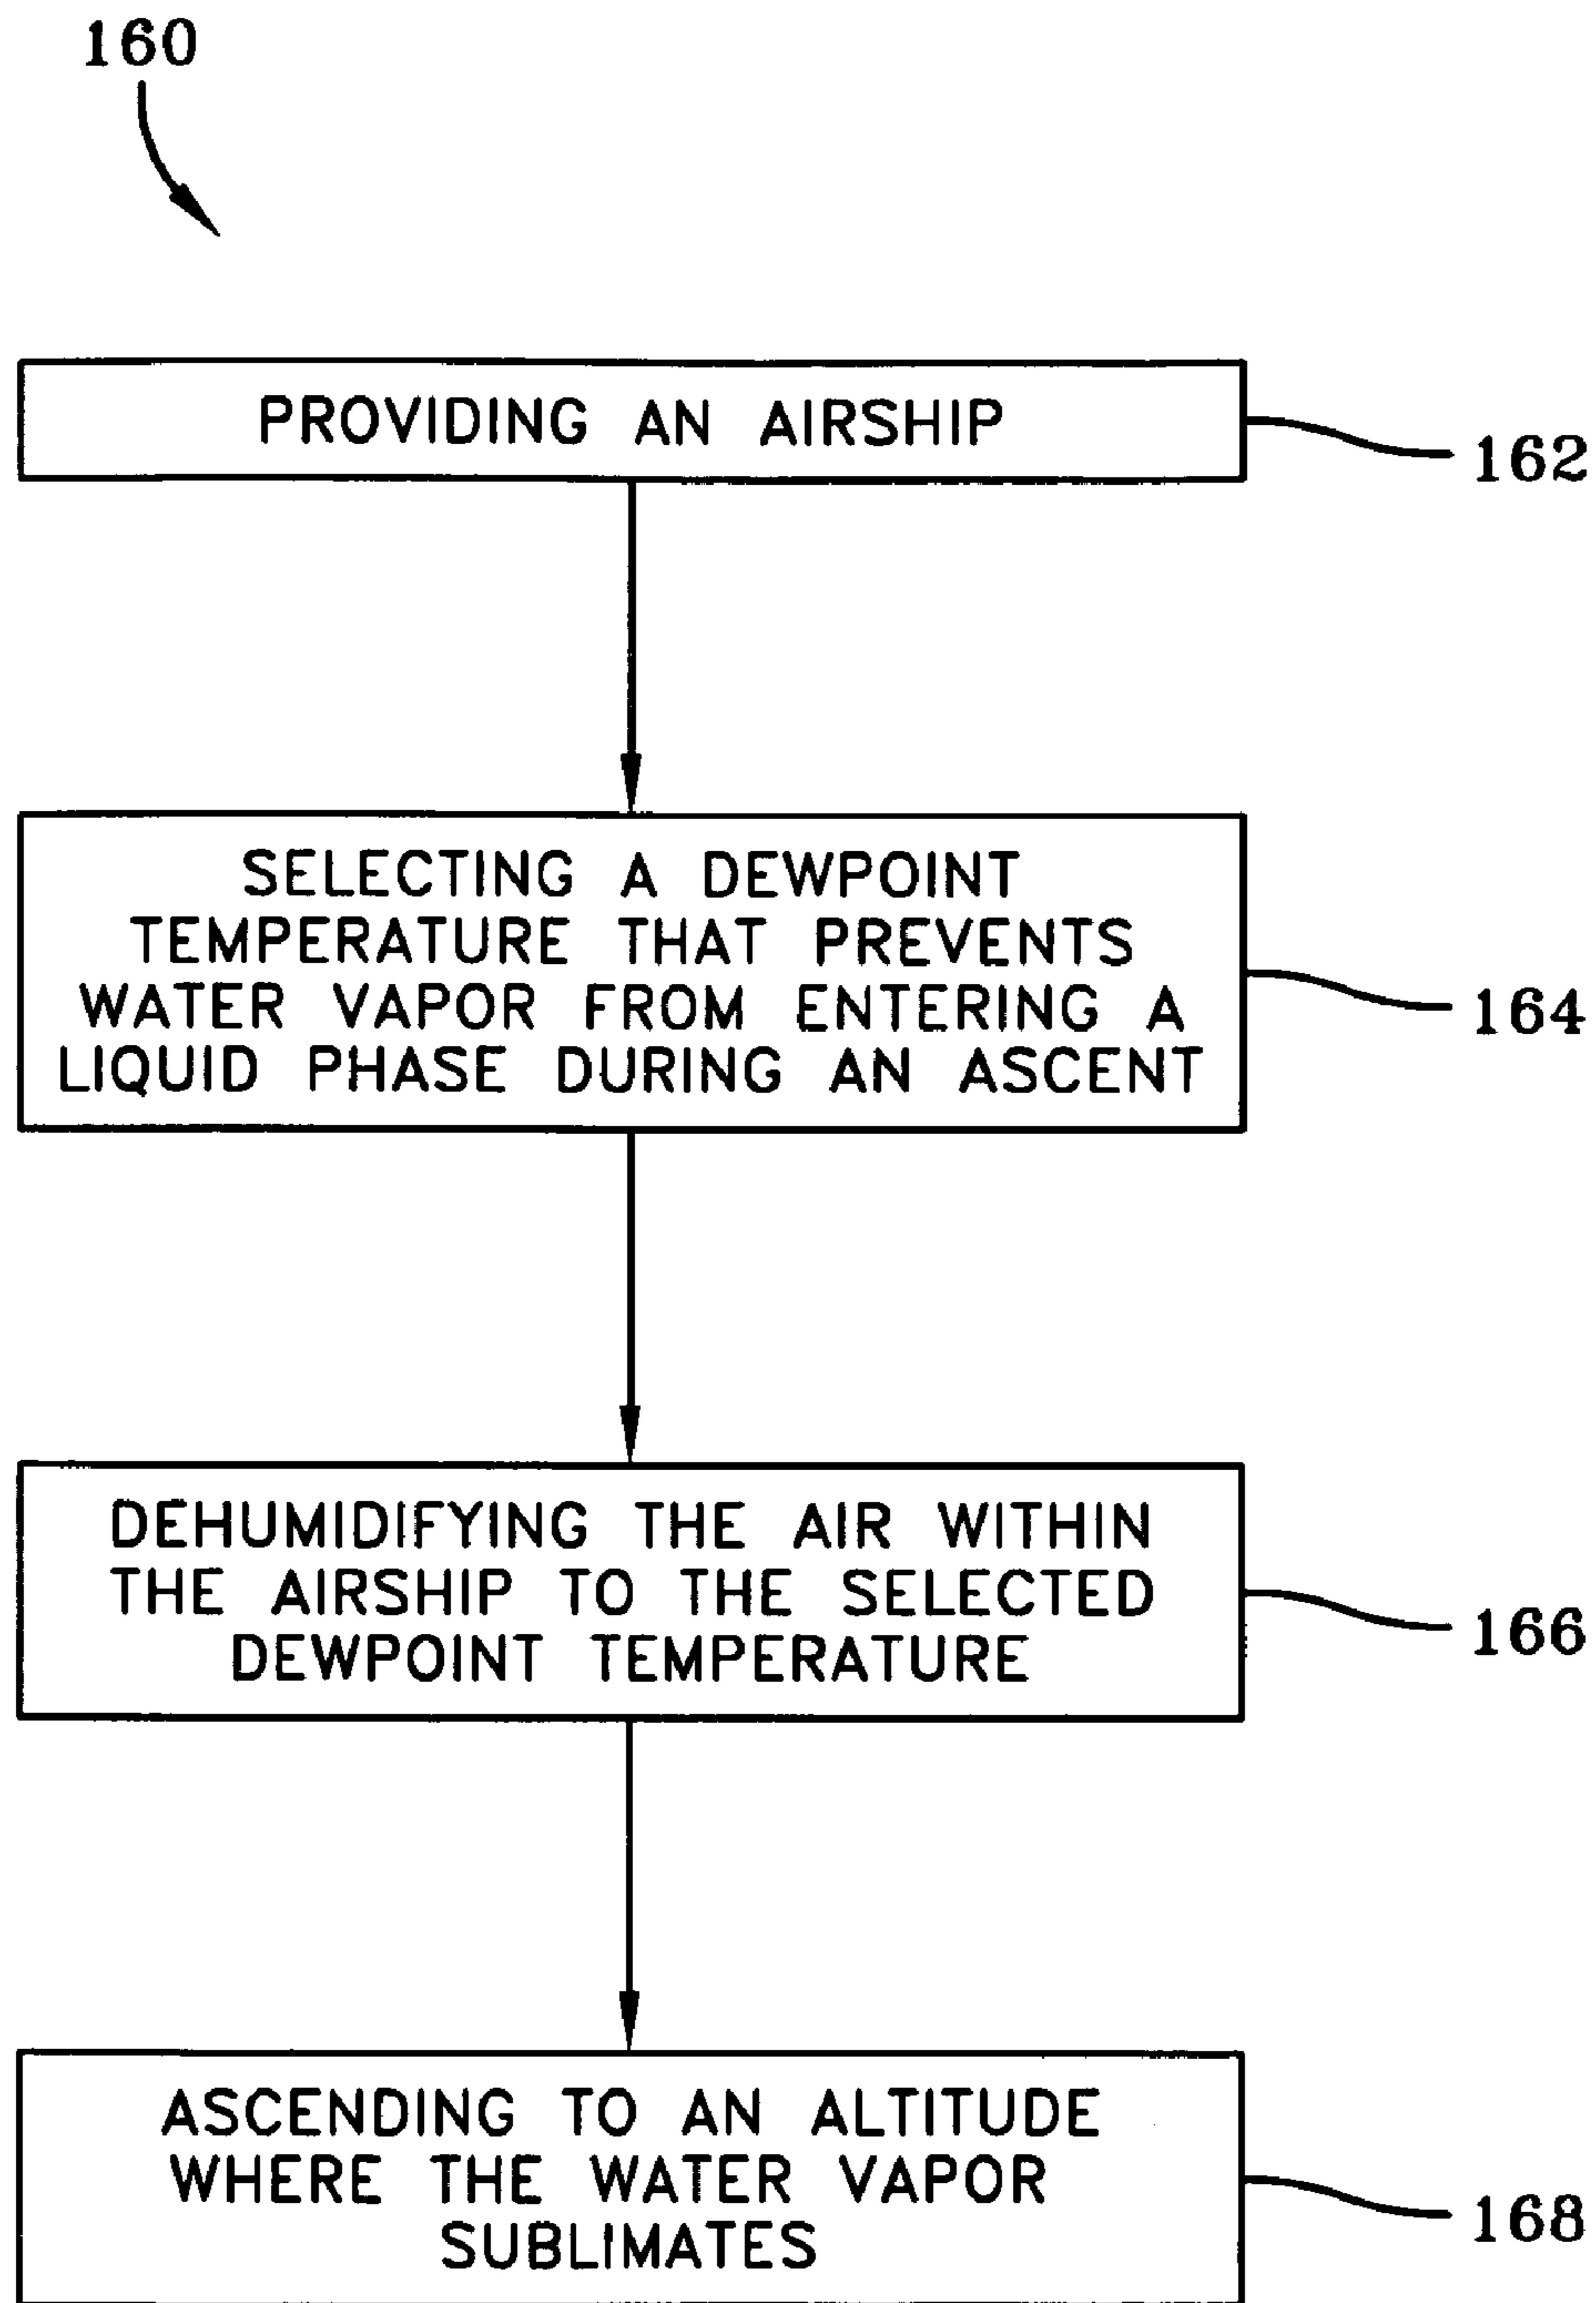 160
PROVIDING AN AIRSHIP
162
SELECTING A DEWPOINT
TEMPERATURE THAT PREVENTS
WATER VAPOR FROM ENTERING A
LIQUID PHASE DURING AN ASCENT
164
DEHUMIDIFYING THE AIR WITHIN
THE AIRSHIP TO THE SELECTED
DEWPOINT TEMPERATURE
166
ASCENDING TO AN ALTITUDE
WHERE THE WATER VAPOR
SUBLIMATES
168